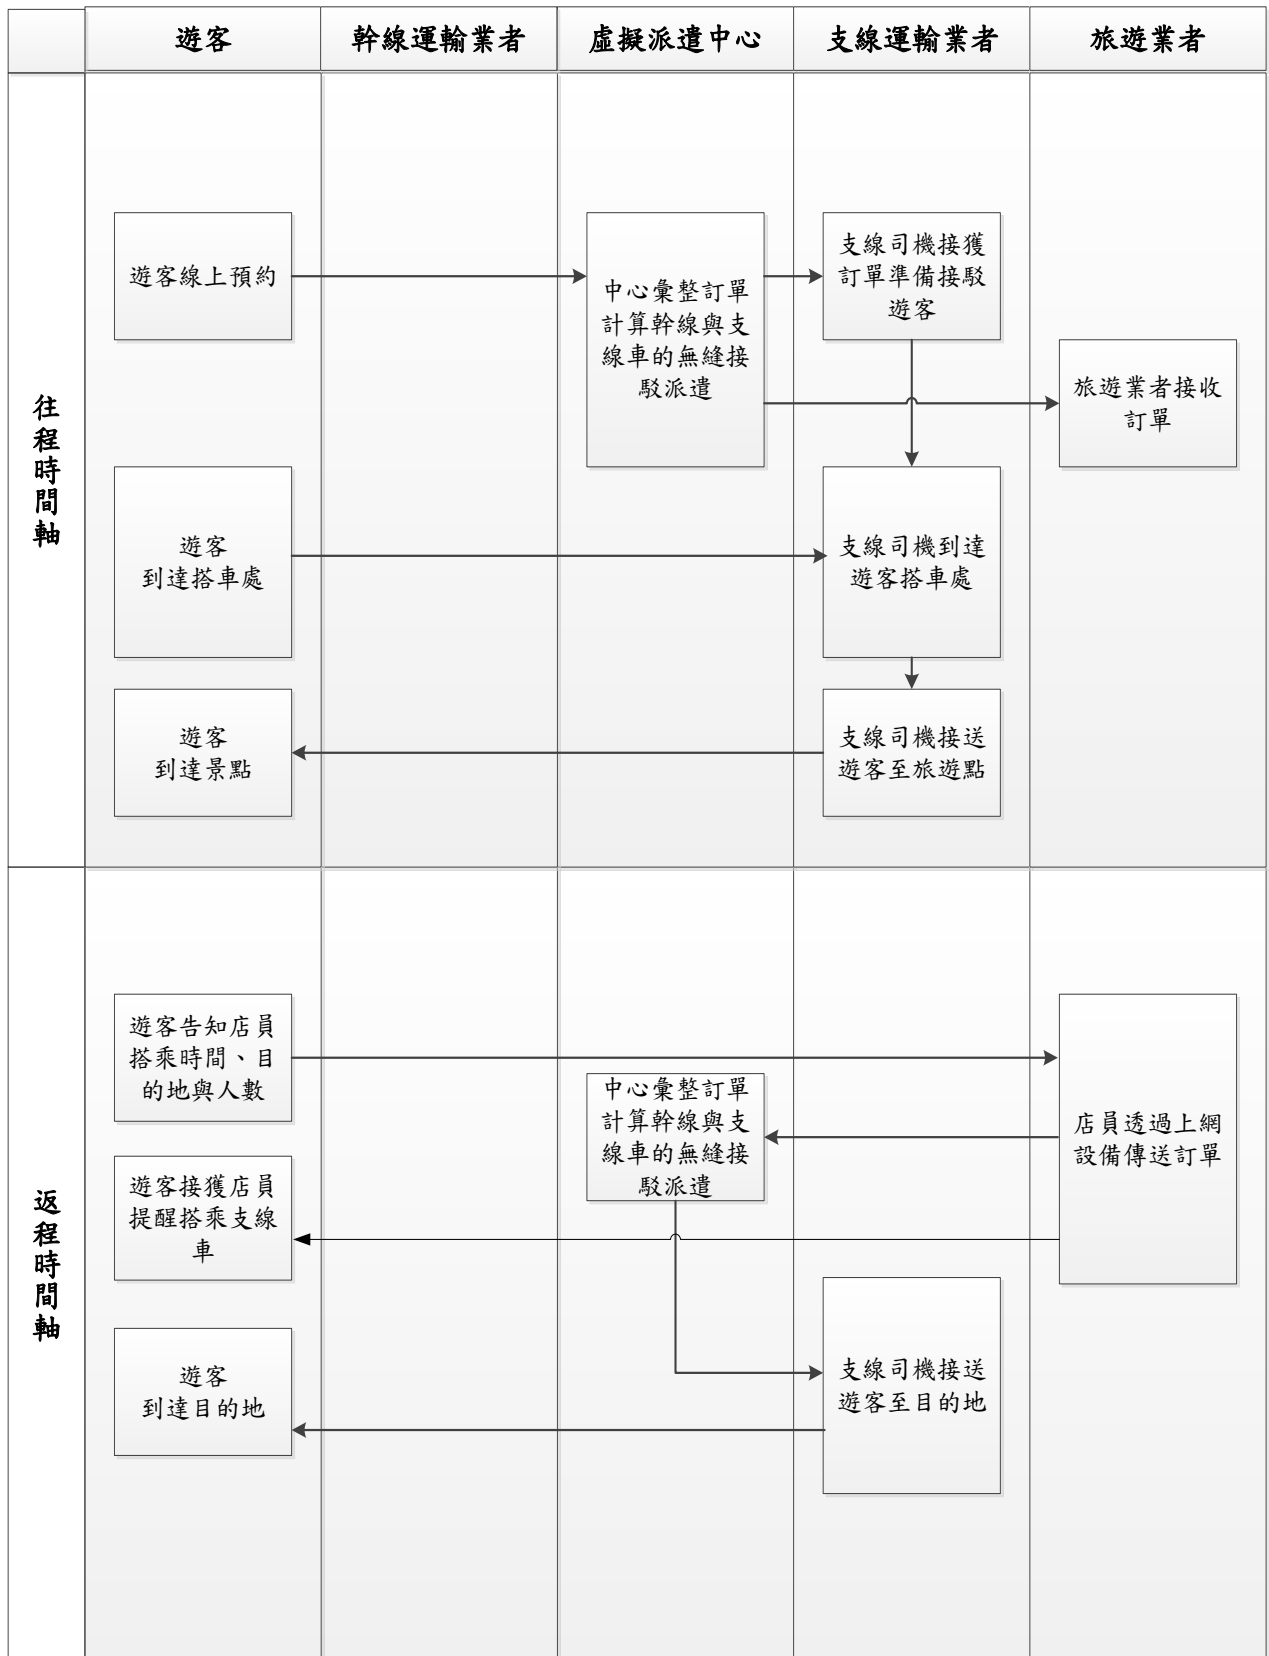 遊客
幹線運輸業者
虛擬派遣中心
支線運輸業者
旅遊業者
往程時間軸
遊客線上預約
中心彙整訂單
計算幹線與支
線車的無縫接
駁派遣
支線司機接獲
訂單準備接駁
遊客
旅遊業者接收
訂單
遊客
到達搭車處
支線司機到達
遊客搭車處
遊客
到達景點
支線司機接送
遊客至旅遊點
返程時間軸
遊客告知店員
搭乘時間、目
的地與人數
中心彙整訂單
計算幹線與支
線車的無縫接
駁派遣
店員透過上網
設備傳送訂單
遊客接獲店員
提醒搭乘支線
車
遊客
到達目的地
支線司機接送
遊客至目的地